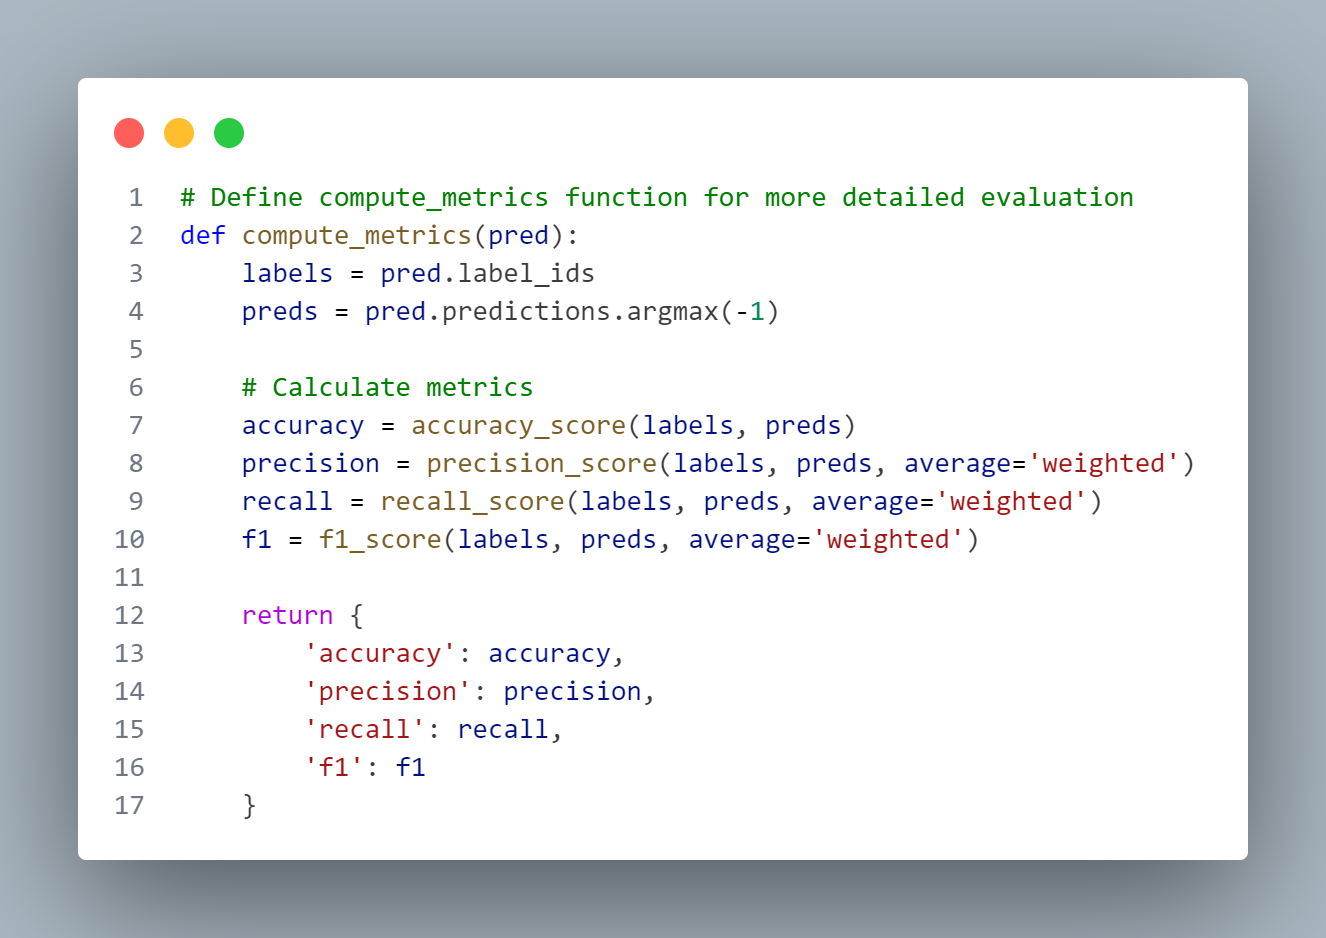 1 # Define compute_metrics function for more detailed evaluation
2 def compute_metrics(pred):
3     labels = pred.label_ids
4     preds = pred.predictions.argmax(-1)
5
6     # Calculate metrics
7     accuracy = accuracy_score(labels, preds)
8     precision = precision_score(labels, preds, average='weighted')
9     recall = recall_score(labels, preds, average='weighted')
10     f1 = f1_score(labels, preds, average='weighted')
11
12     return {
13         'accuracy': accuracy,
14         'precision': precision,
15         'recall': recall,
16         'f1': f1
17     }